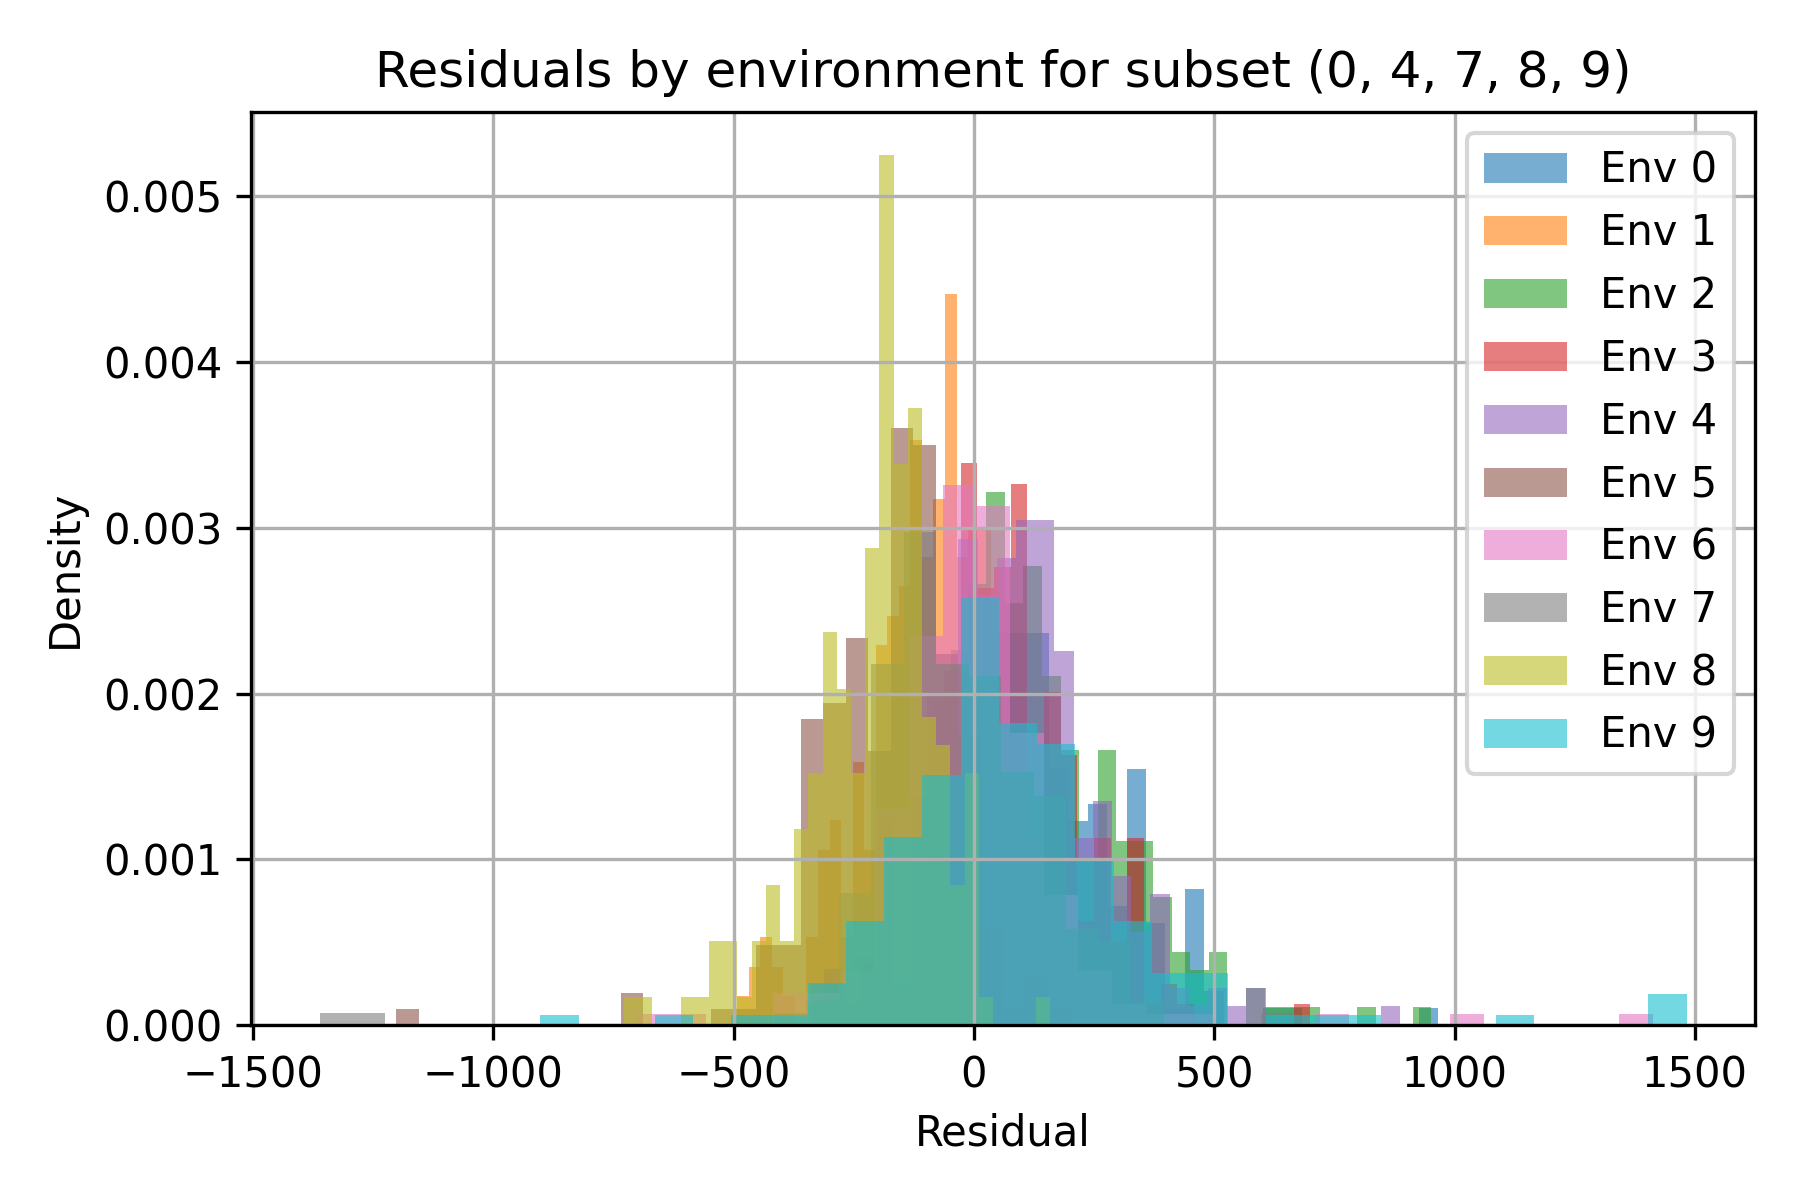 Residuals by environment for subset (0, 4, 7, 8, 9)
Env 0
Env 1
Env 2
Env 3
Env 4
Env 5
Env 6
Env 7
Env 8
Env 9
0.005
0.004
0.003
0.002
0.001
0.000
Density
−1500
−1000
−500
0
500
1000
1500
Residual